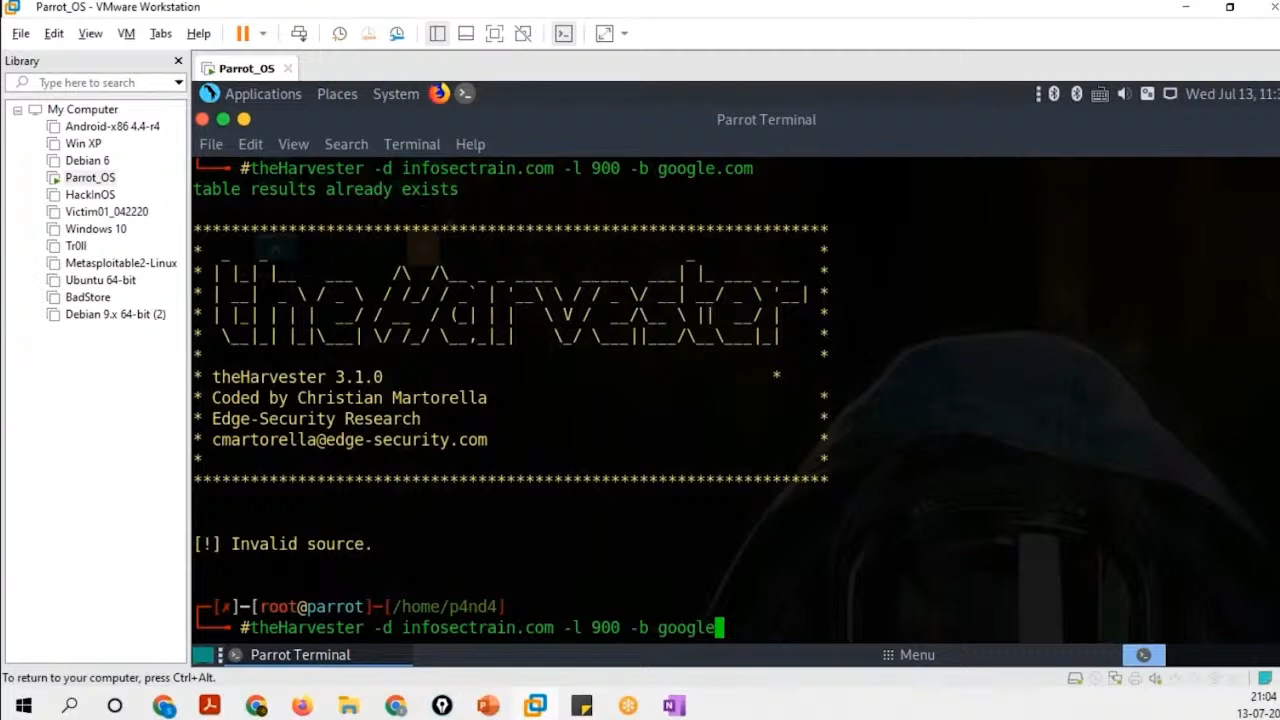 Parrot_OS - VMware Workstation
File Edit View VM Tabs Help
Library
Type here to search
My Computer
Android-x86 4.4-r4
Win XP
Debian 6
Parrot_OS
HackInOS
Victim01_042220
Windows 10
Tr0ll
Metasploitable2-Linux
Ubuntu 64-bit
BadStore
Debian 9.x 64-bit (2)
Parrot_OS
Applications Places System
Wed Jul 13, 11:3
Parrot Terminal
File Edit View Search Terminal Help
#theHarvester -d infosectrain.com -l 900 -b google.com
table results already exists
*******************************************************************
theHarvester
* theHarvester 3.1.0 *
* Coded by Christian Martorella *
* Edge-Security Research *
* cmartorella@edge-security.com *
* *
*******************************************************************
[!] Invalid source.
[✗]─[root@parrot]─[/home/p4nd4]
#theHarvester -d infosectrain.com -l 900 -b google
Parrot Terminal
Menu
To return to your computer, press Ctrl+Alt.
21:04
13-07-20